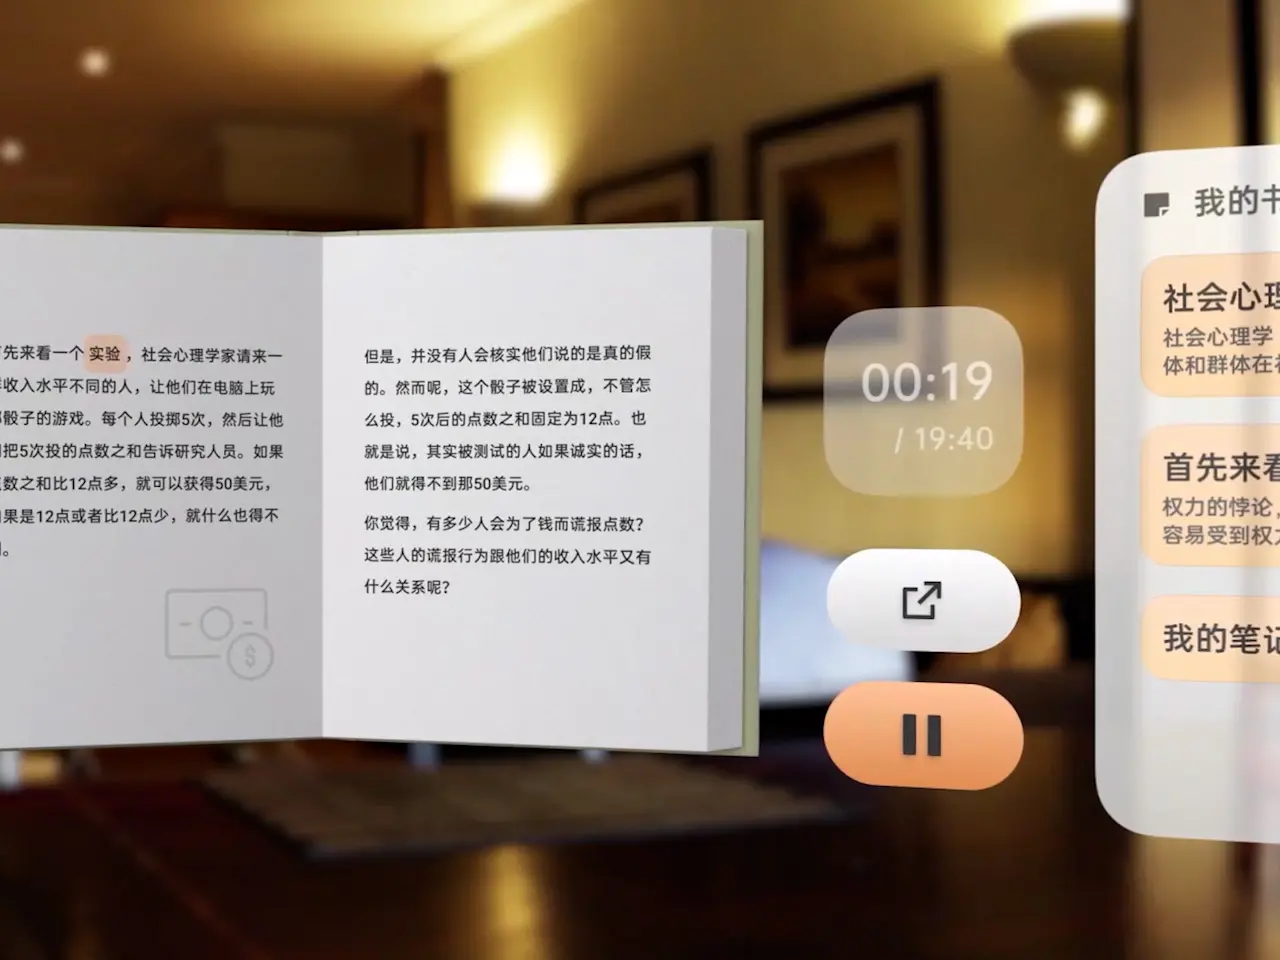 先来看一个 实验 ，社会心理学家请来一
收入水平不同的人，让他们在电脑上玩
骰子的游戏。每个人投掷5次，然后让他
把5次投的点数之和告诉研究人员。如果
数之和比12点多，就可以获得50美元，
果是12点或者比12点少，就什么也得不
。
但是，并没有人会核实他们说的是真的假
的。然而呢，这个骰子被设置成，不管怎
么投，5次后的点数之和固定为12点。也
就是说，其实被测试的人如果诚实的话，
他们就得不到那50美元。
你觉得，有多少人会为了钱而谎报点数？
这些人的谎报行为跟他们的收入水平又有
什么关系呢？
$
00:19
/ 19:40
我的书
社会心理
社会心理学
体和群体在社
首先来看
权力的悖论，
容易受到权力
我的笔记